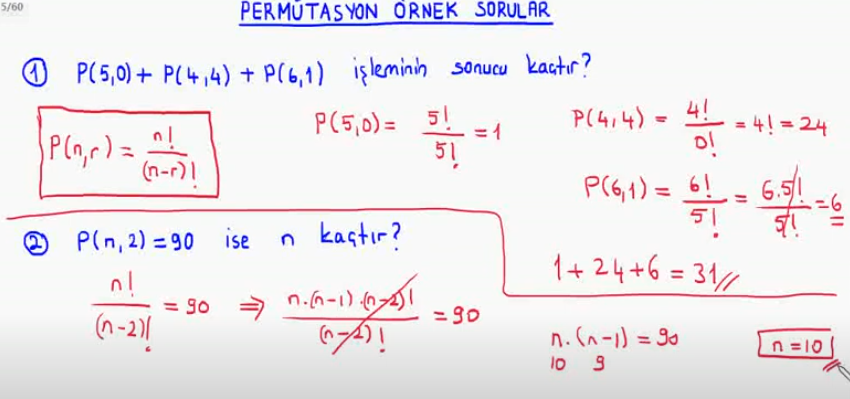 5/60
PERMÜTASYON ÖRNEK SORULAR
① P(5,0) + P(4,4) + P(6,1) işleminin sonucu kaçtır?
P(n,r) = n! / (n-r)!
P(5,0) = 5! / 5! = 1
P(4,4) = 4! / 0! = 4! = 24
P(6,1) = 6! / 5! = 6.5! / 5! = 6
1 + 24 + 6 = 31
② P(n,2) = 90 ise n kaçtır?
n! / (n-2)! = 90 ⇒ n.(n-1).(n-2)! / (n-2)! = 90
n.(n-1) = 90
10 9
n = 10